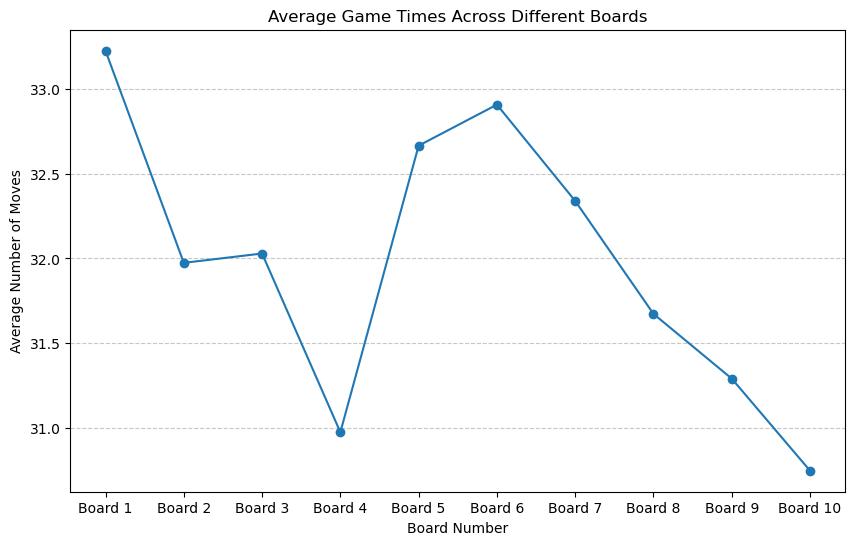 Average Game Times Across Different Boards
Average Number of Moves
33.0
32.5
32.0
31.5
31.0
Board 1 Board 2 Board 3 Board 4 Board 5 Board 6 Board 7 Board 8 Board 9 Board 10
Board Number